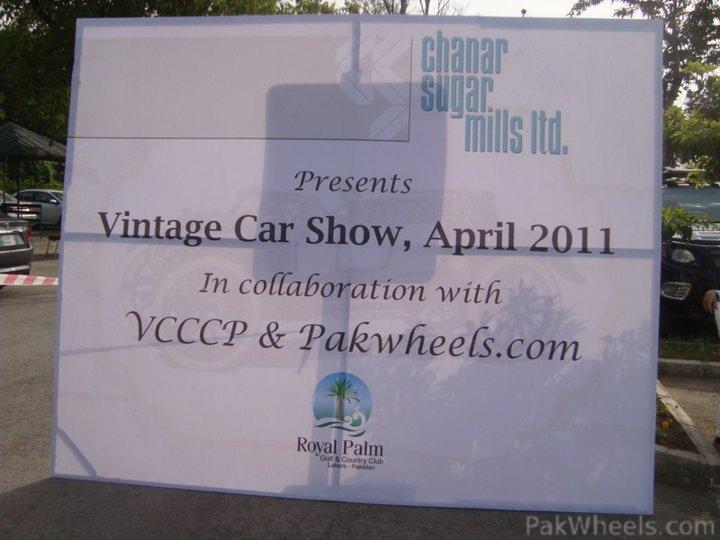 chanar
sugar
mills ltd.
Presents
Vintage Car Show, April 2011
In collaboration with
VCCCP & Pakwheels.com
Royal Palm
Golf & Country Club
Lahore - Pakistan
PakWheels.com